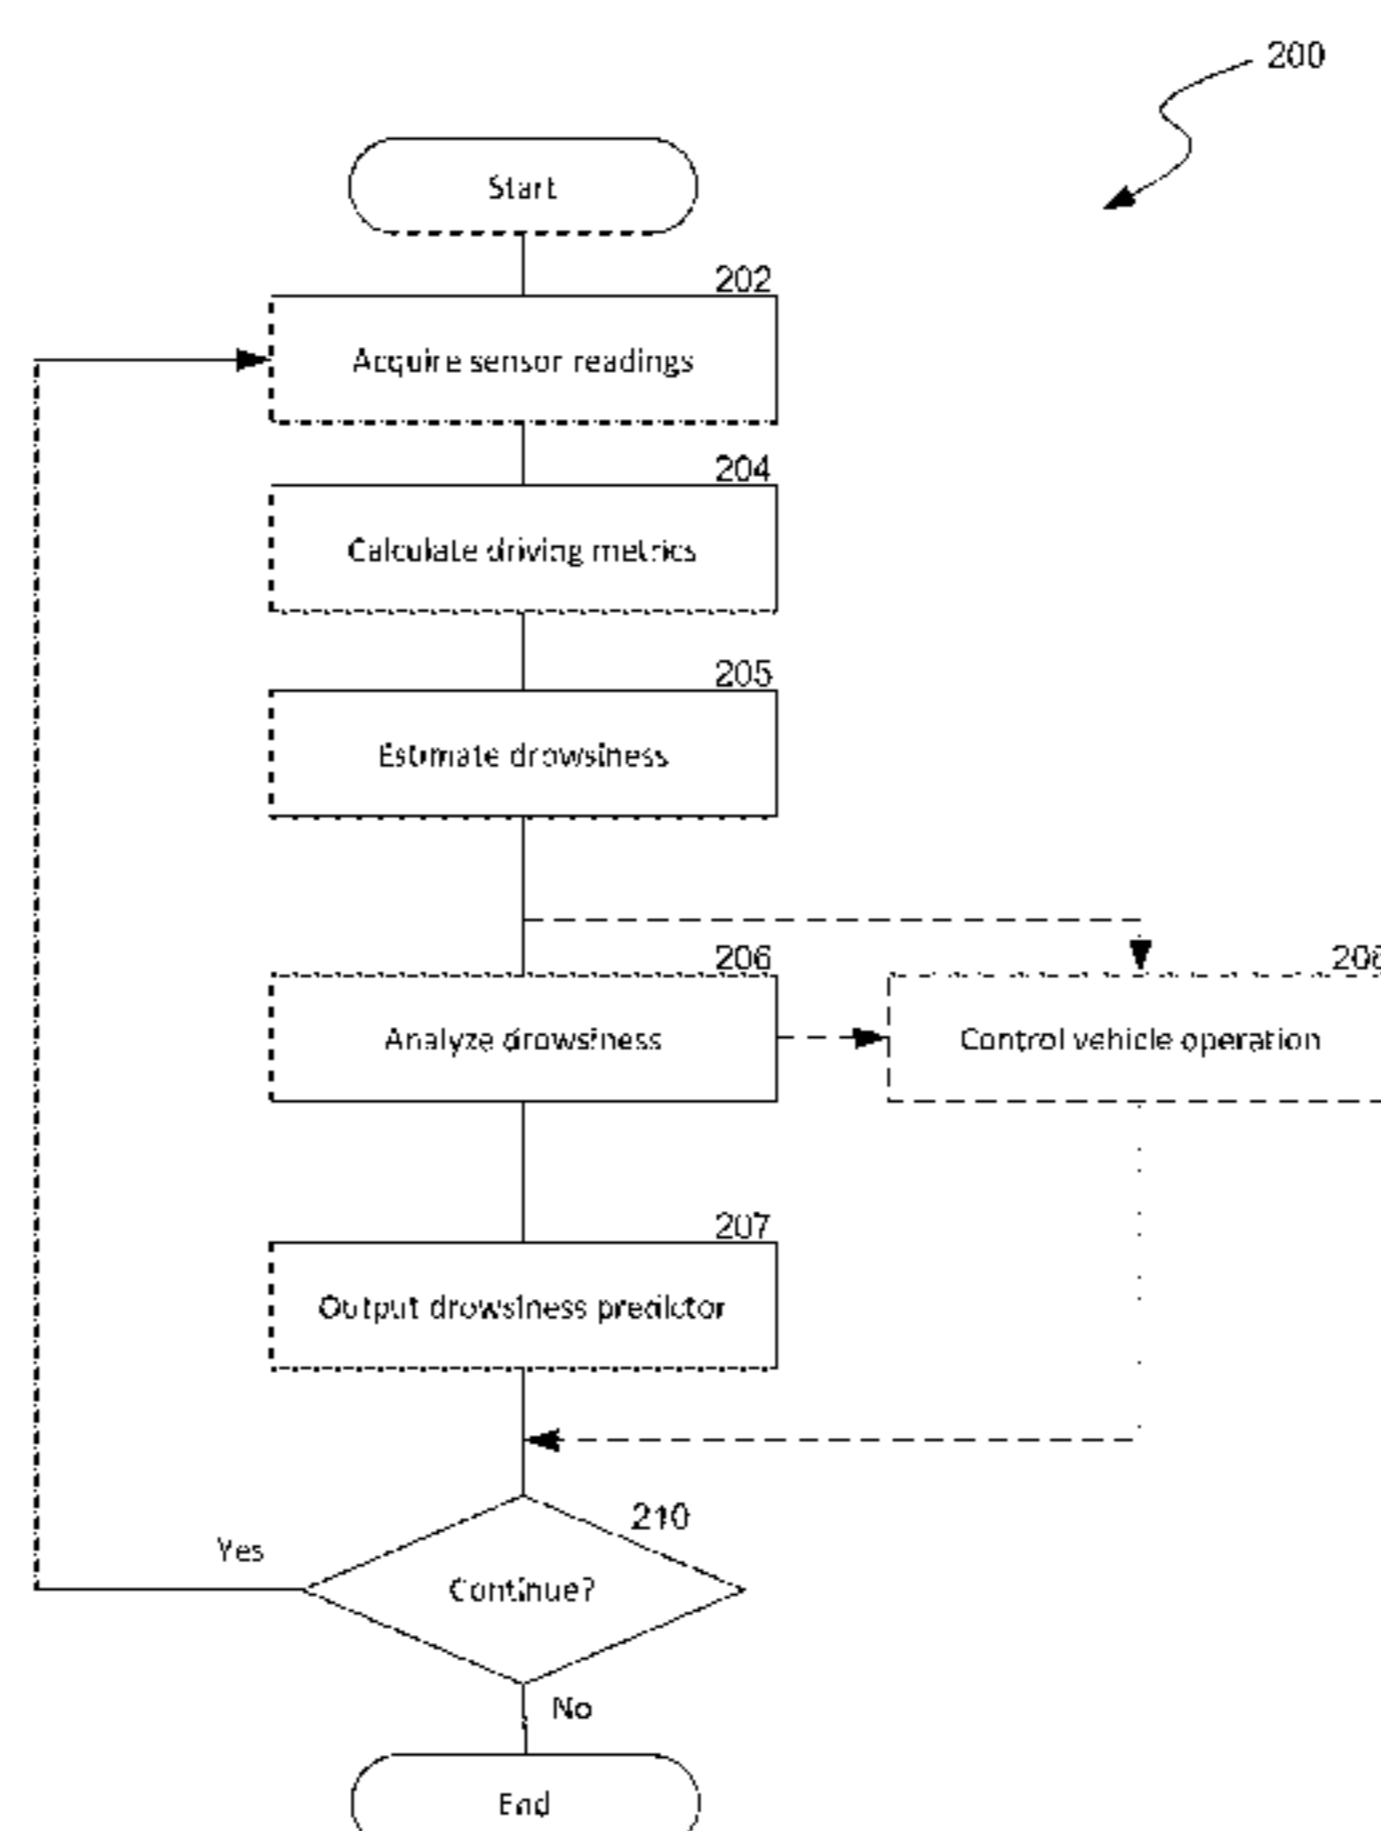 200
Start
202
Acquire sensor readings
204
Calculate driving metrics
205
Estimate drowsiness
206
Analyze drowsiness
Control vehicle operation
207
Output drowsiness predictor
210
Yes
Continue?
No
End